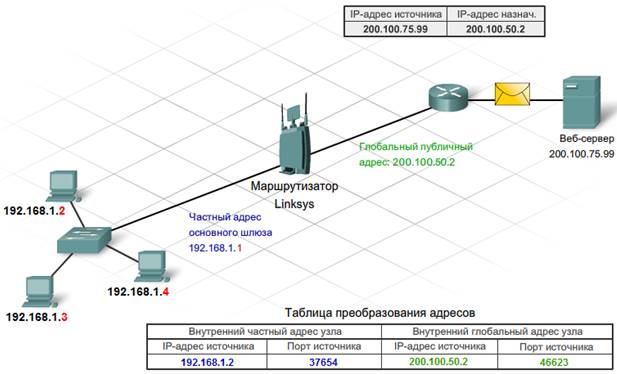 IP-адрес источника IP-адрес назнач.
200.100.75.99 200.100.50.2
Веб-сервер
200.100.75.99
Глобальный публичный
адрес: 200.100.50.2
Маршрутизатор
Linksys
Частный адрес
основного шлюза
192.168.1.1
192.168.1.2
192.168.1.4
192.168.1.3
Таблица преобразования адресов
Внутренний частный адрес узла Внутренний глобальный адрес узла
IP-адрес источника Порт источника IP-адрес источника Порт источника
192.168.1.2 37654 200.100.50.2 46623